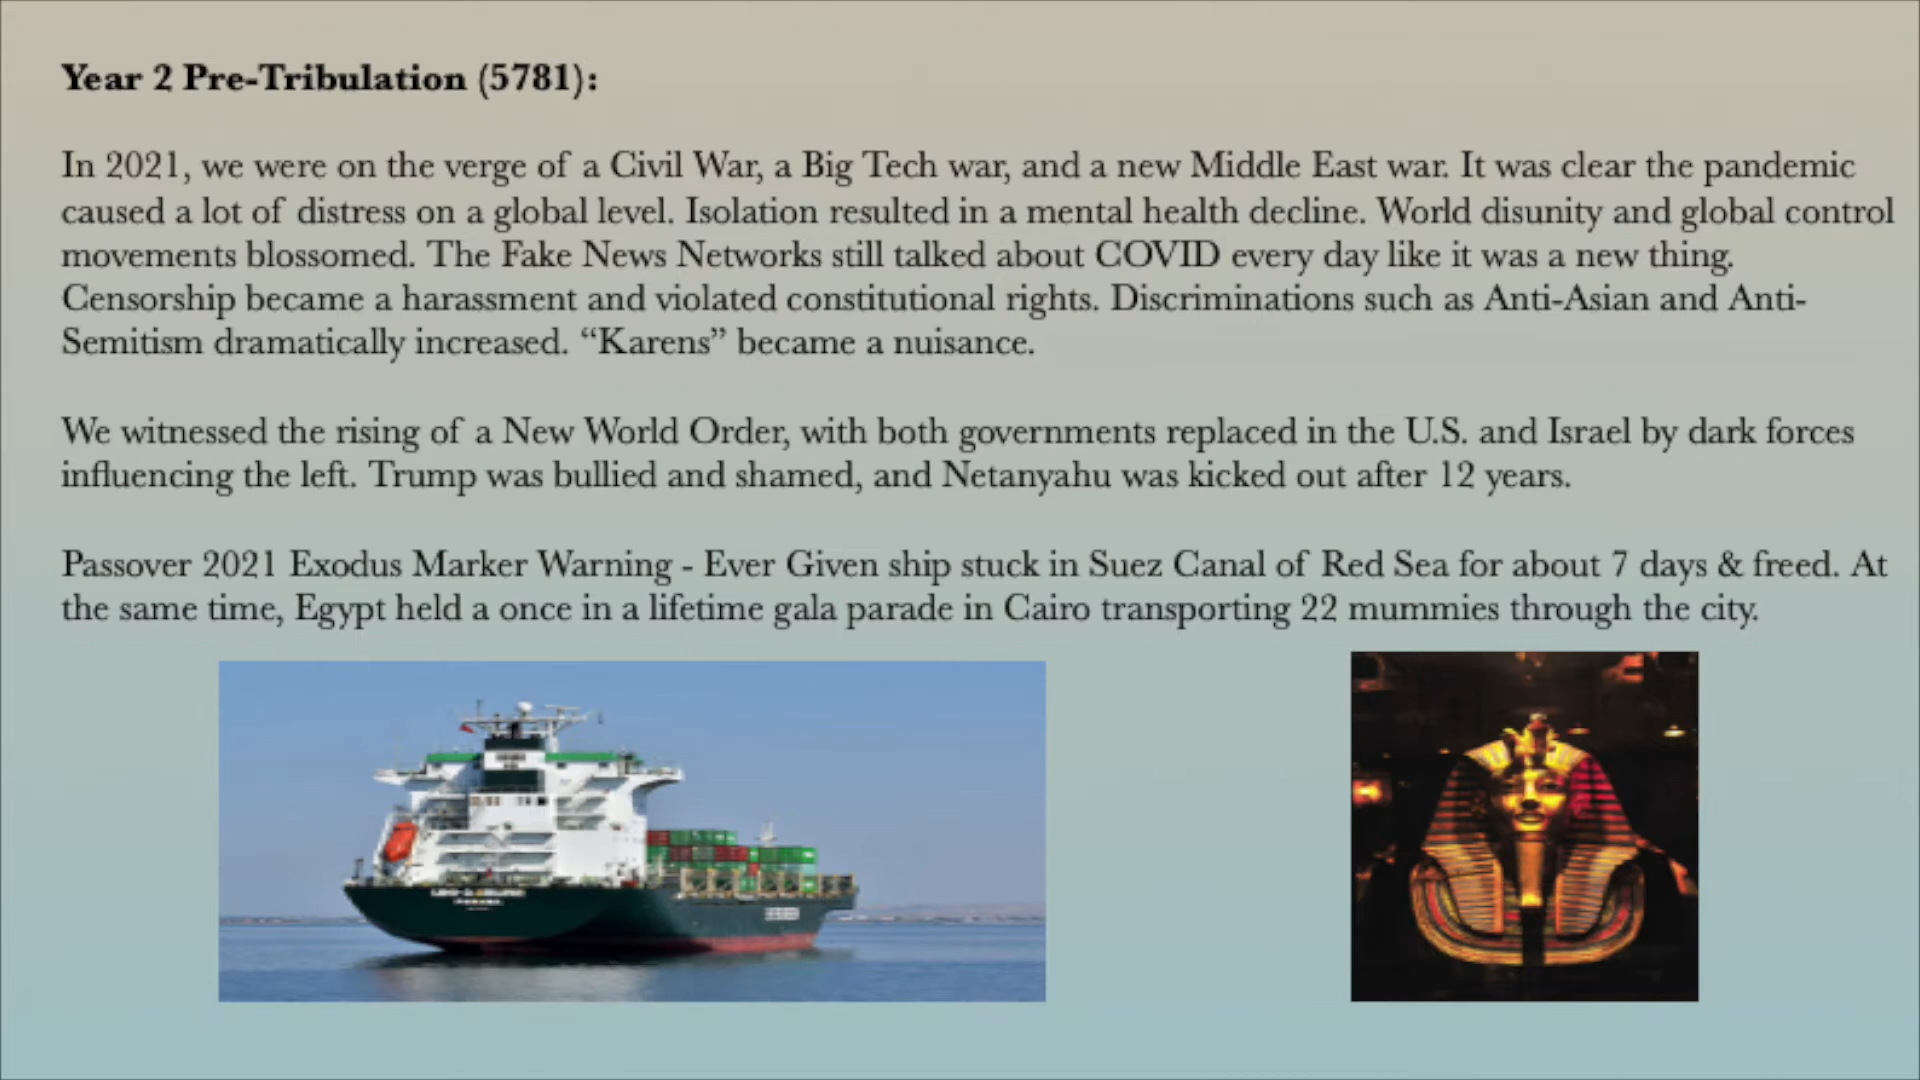 Year 2 Pre-Tribulation (5781):
In 2021, we were on the verge of a Civil War, a Big Tech war, and a new Middle East war. It was clear the pandemic
caused a lot of distress on a global level. Isolation resulted in a mental health decline. World disunity and global control
movements blossomed. The Fake News Networks still talked about COVID every day like it was a new thing.
Censorship became a harassment and violated constitutional rights. Discriminations such as Anti-Asian and Anti-
Semitism dramatically increased. “Karens” became a nuisance.
We witnessed the rising of a New World Order, with both governments replaced in the U.S. and Israel by dark forces
influencing the left. Trump was bullied and shamed, and Netanyahu was kicked out after 12 years.
Passover 2021 Exodus Marker Warning - Ever Given ship stuck in Suez Canal of Red Sea for about 7 days & freed. At
the same time, Egypt held a once in a lifetime gala parade in Cairo transporting 22 mummies through the city.